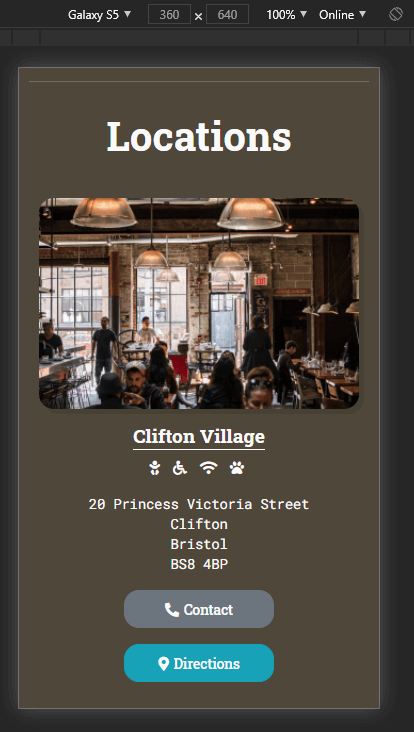 Galaxy S5 ▼ 360 x 640 100% ▼ Online ▼
Locations
Clifton Village
20 Princess Victoria Street
Clifton
Bristol
BS8 4BP
Contact
Directions